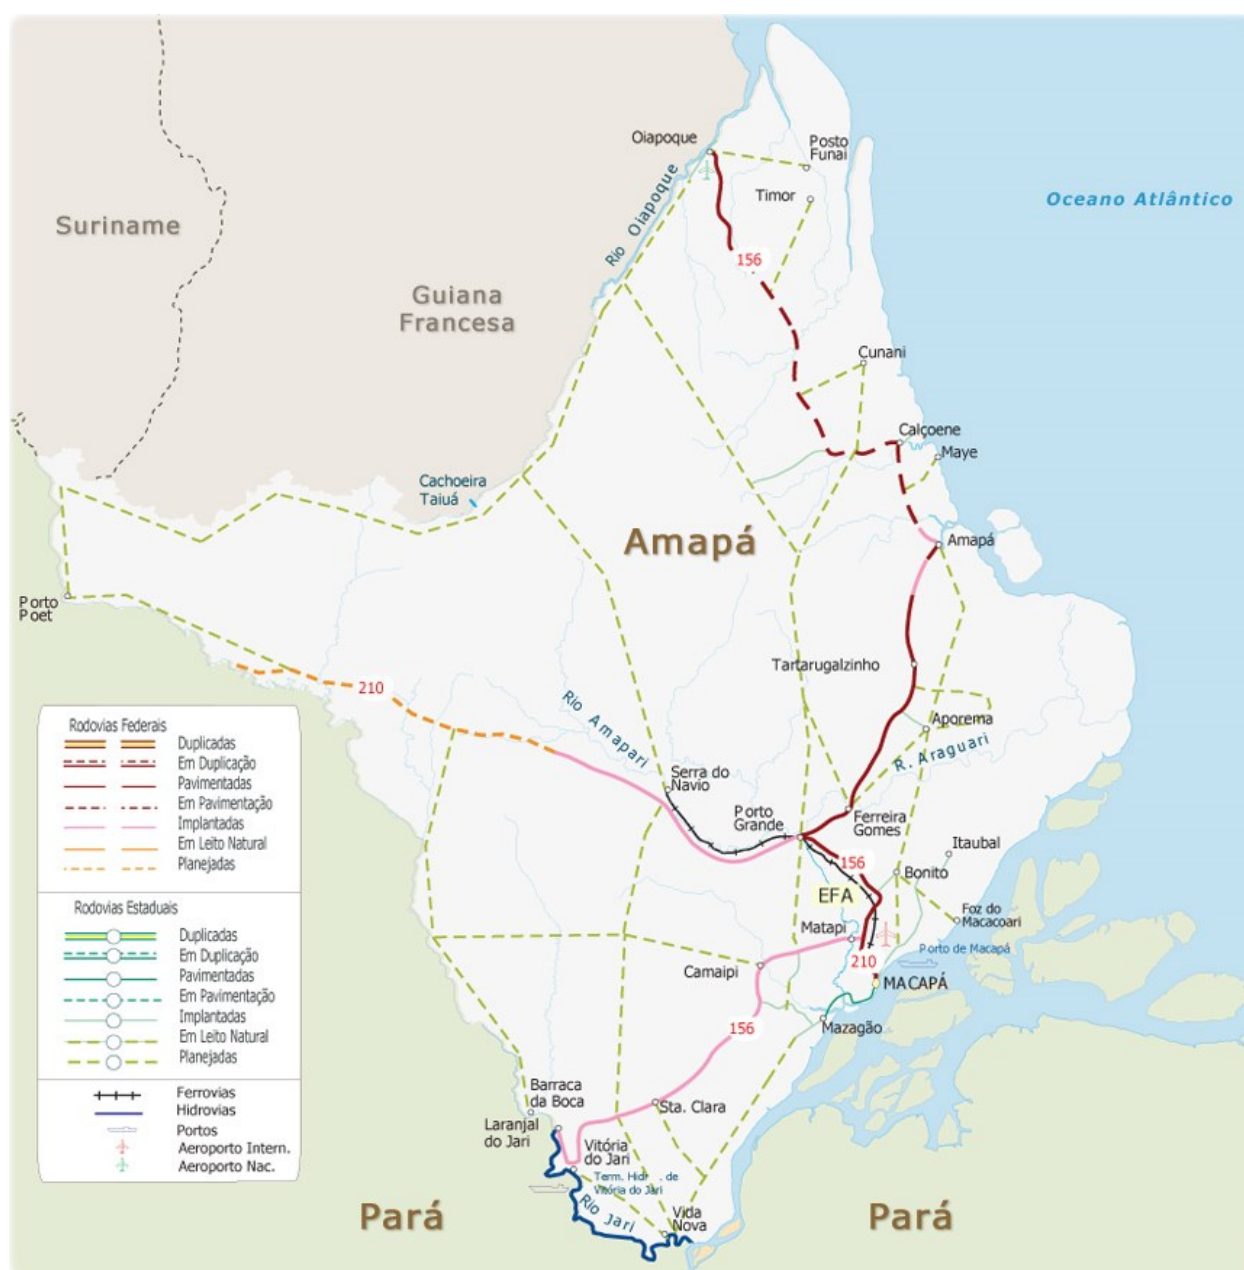 Oiapoque
Posto
Funai
Timor
Rio Oiapoque
Oceano Atlântico
Suriname
156
Guiana
Francesa
Cunani
Calçoene
Maye
Cachoeira
Taiuá
Amapá
Amapá
Porto
Poet
Tartarugalzinho
210
Rio Amapari
Aporema
R. Araguari
Serra do
Navio
Porto
Grande
Ferreira
Gomes
Itaubal
156
Bonito
EFA
Foz do
Macacoari
Matapi
Porto de Macapá
210
Camaipi
MACAPÁ
Mazagão
156
Barraca
da Boca
Sta. Clara
Laranjal
do Jari
Vitória
do Jari
Term. Hidr . de
Vitória do Jari
Rio Jari
Vida
Nova
Pará
Pará
Rodovias Federais
Duplicadas
Em Duplicação
Pavimentadas
Em Pavimentação
Implantadas
Em Leito Natural
Planejadas
Rodovias Estaduais
Duplicadas
Em Duplicação
Pavimentadas
Em Pavimentação
Implantadas
Em Leito Natural
Planejadas
Ferrovias
Hidrovias
Portos
Aeroporto Intern.
Aeroporto Nac.